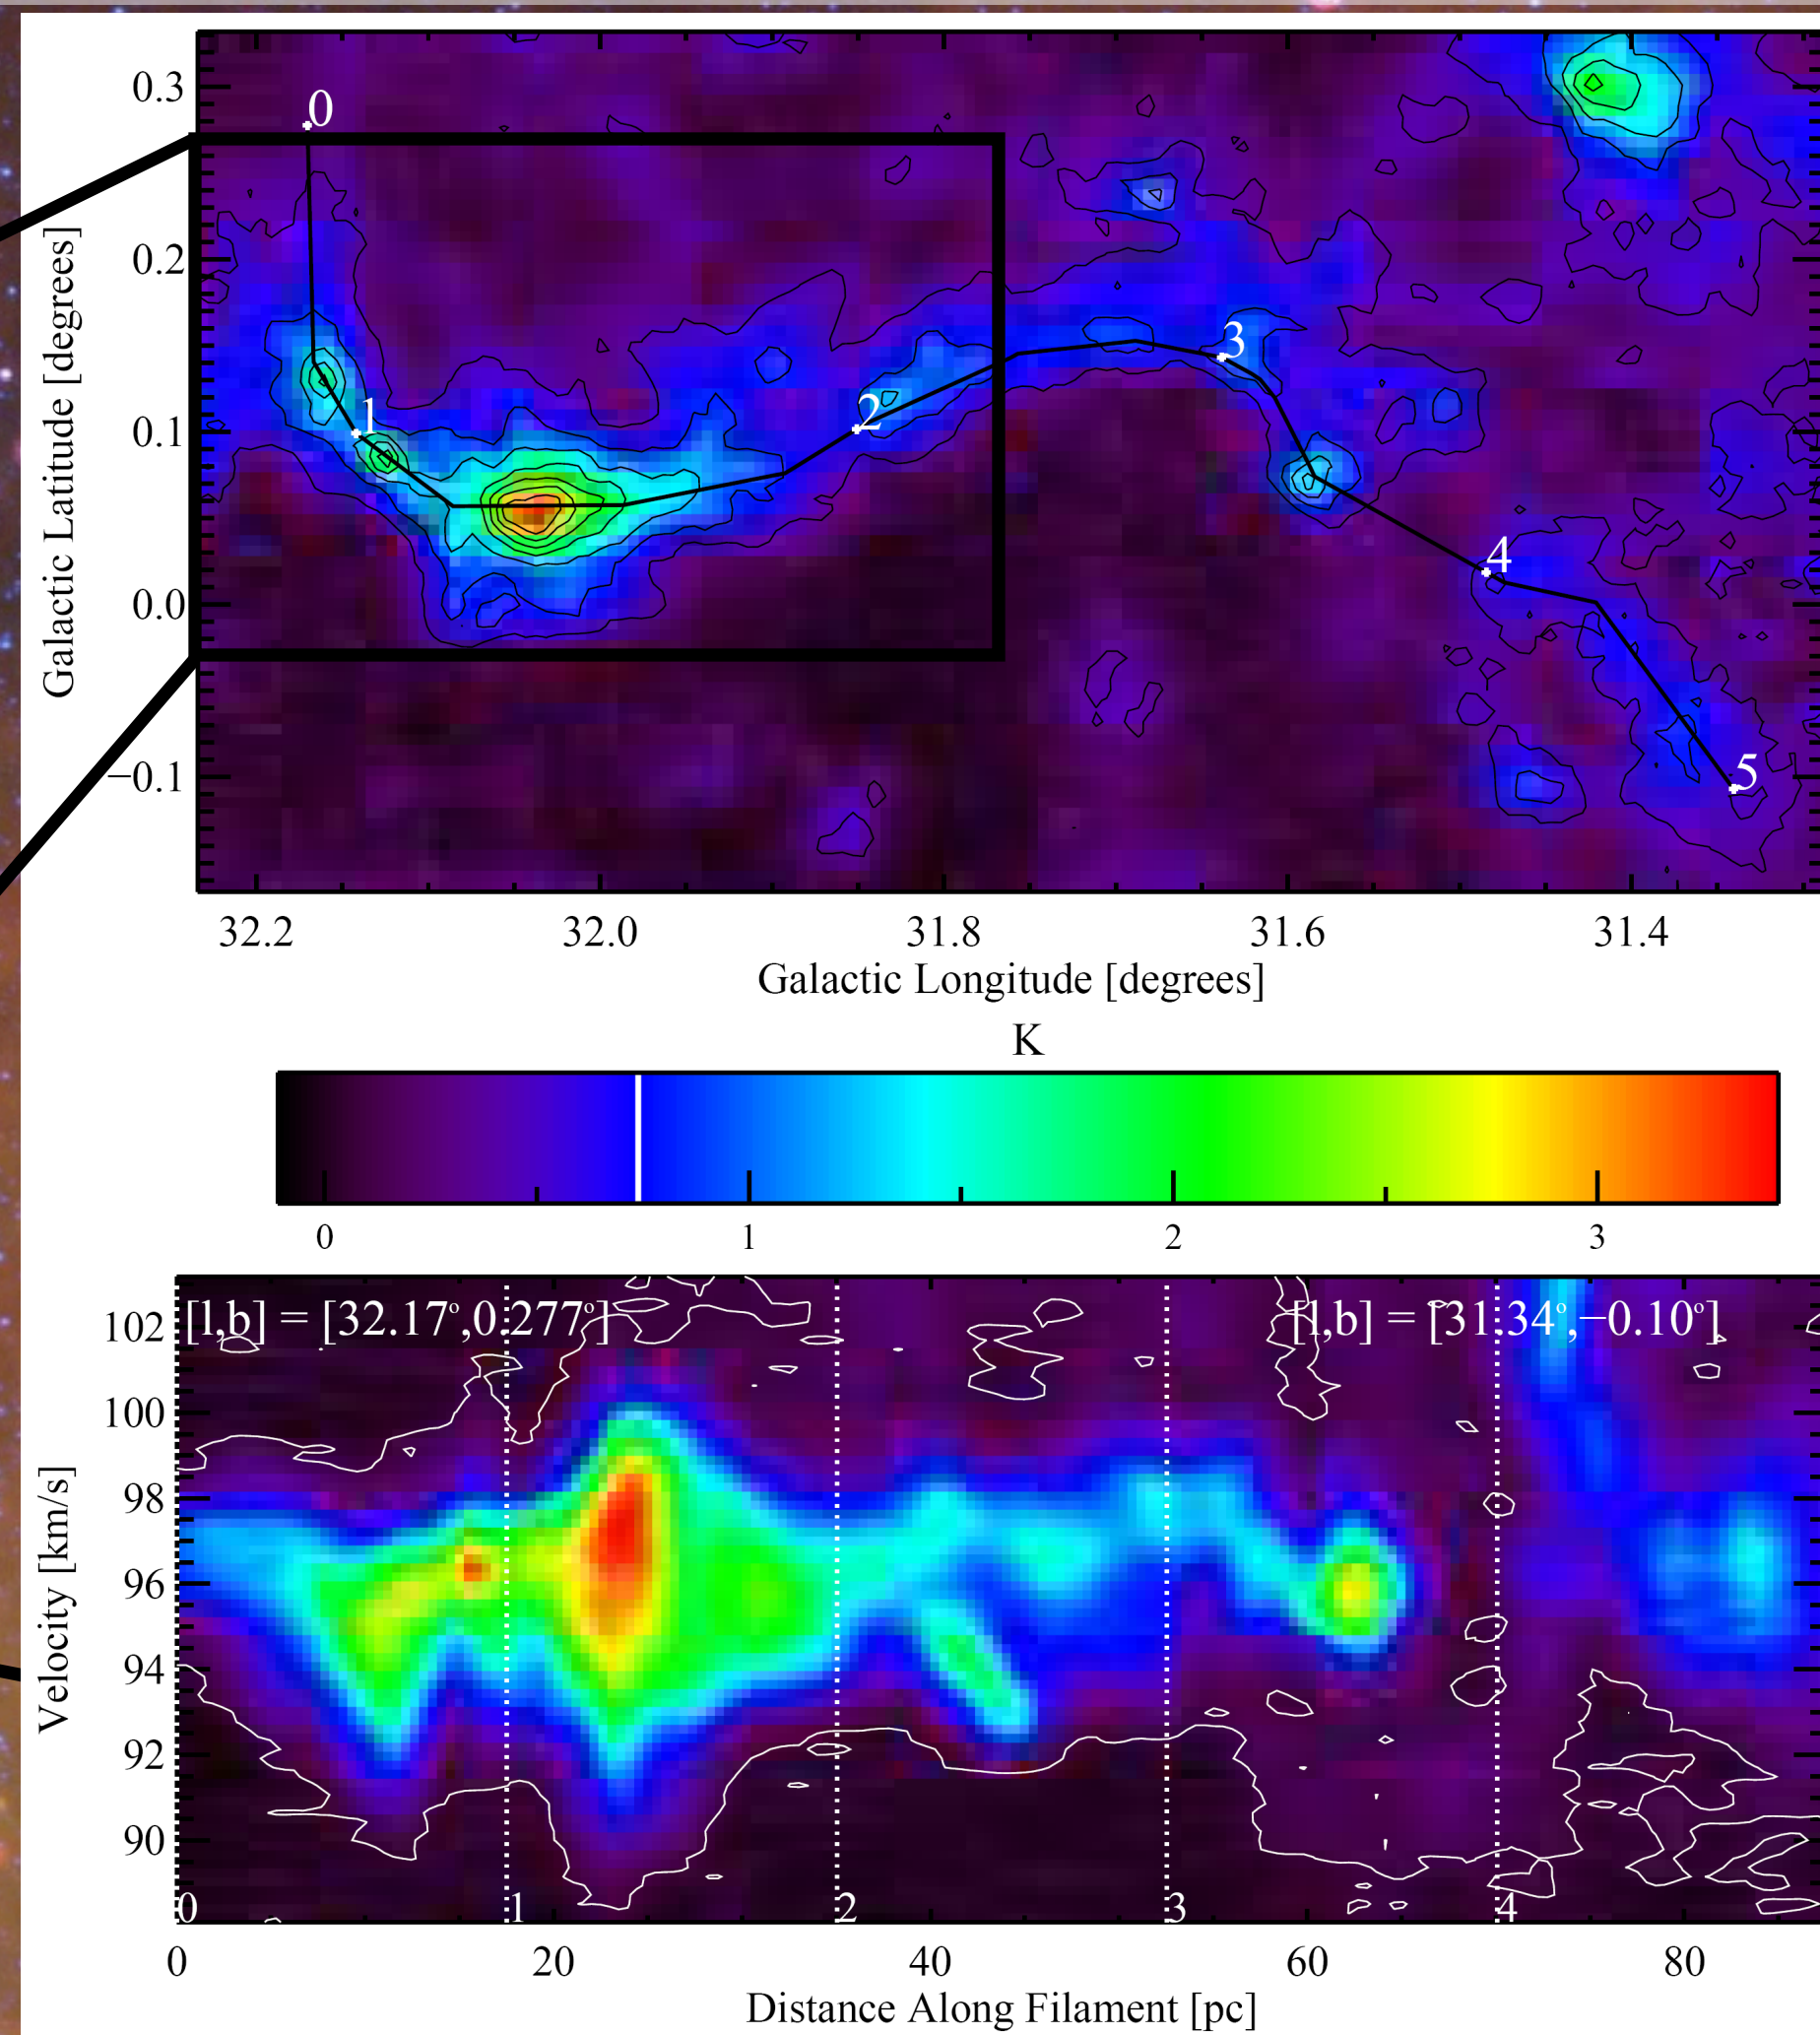 0.3
0.2
0.1
0.0
−0.1
Galactic Latitude [degrees]
0
1
2
3
4
5
32.2 32.0 31.8 31.6 31.4
Galactic Longitude [degrees]
K
0 1 2 3
[l,b] = [32.17°,0.277°] [l,b] = [31.34°,−0.10°]
102
100
98
96
94
92
90
Velocity [km/s]
0 1 2 3 4
0 20 40 60 80
Distance Along Filament [pc]